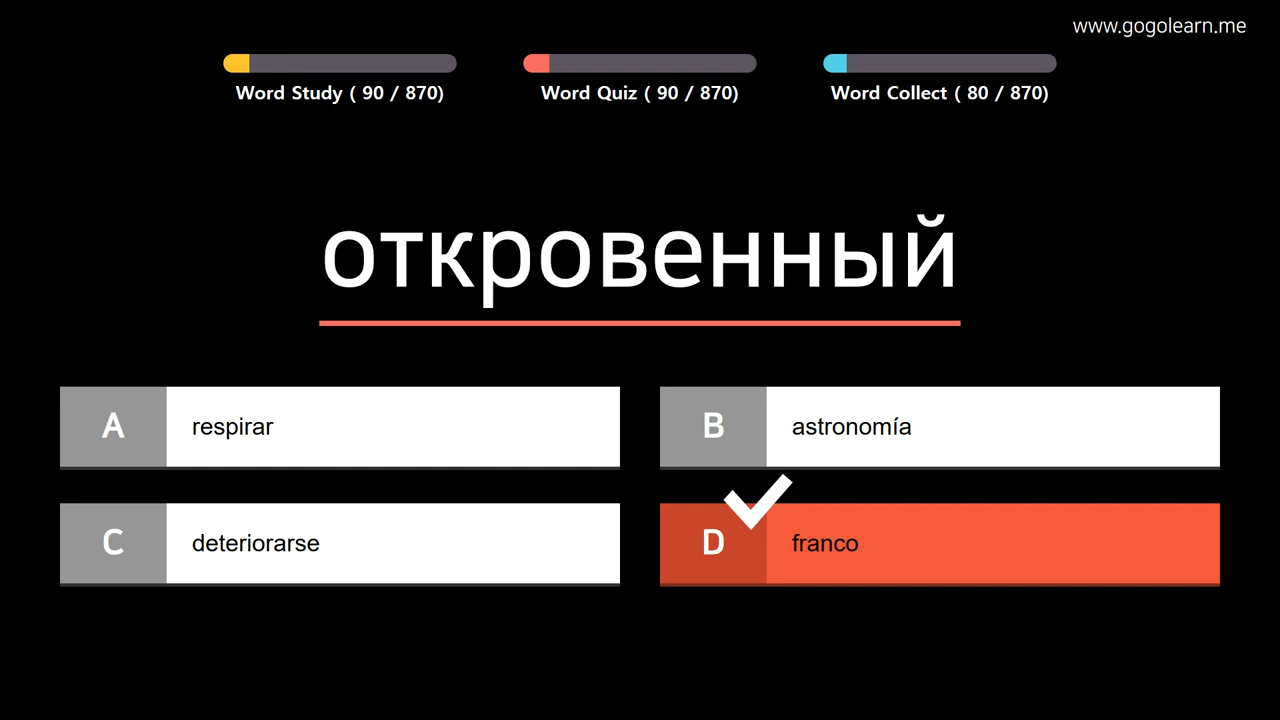 www.gogolearn.me
Word Study ( 90 / 870)
Word Quiz ( 90 / 870)
Word Collect ( 80 / 870)
откровенный
A
respirar
B
astronomía
C
deteriorarse
D
franco